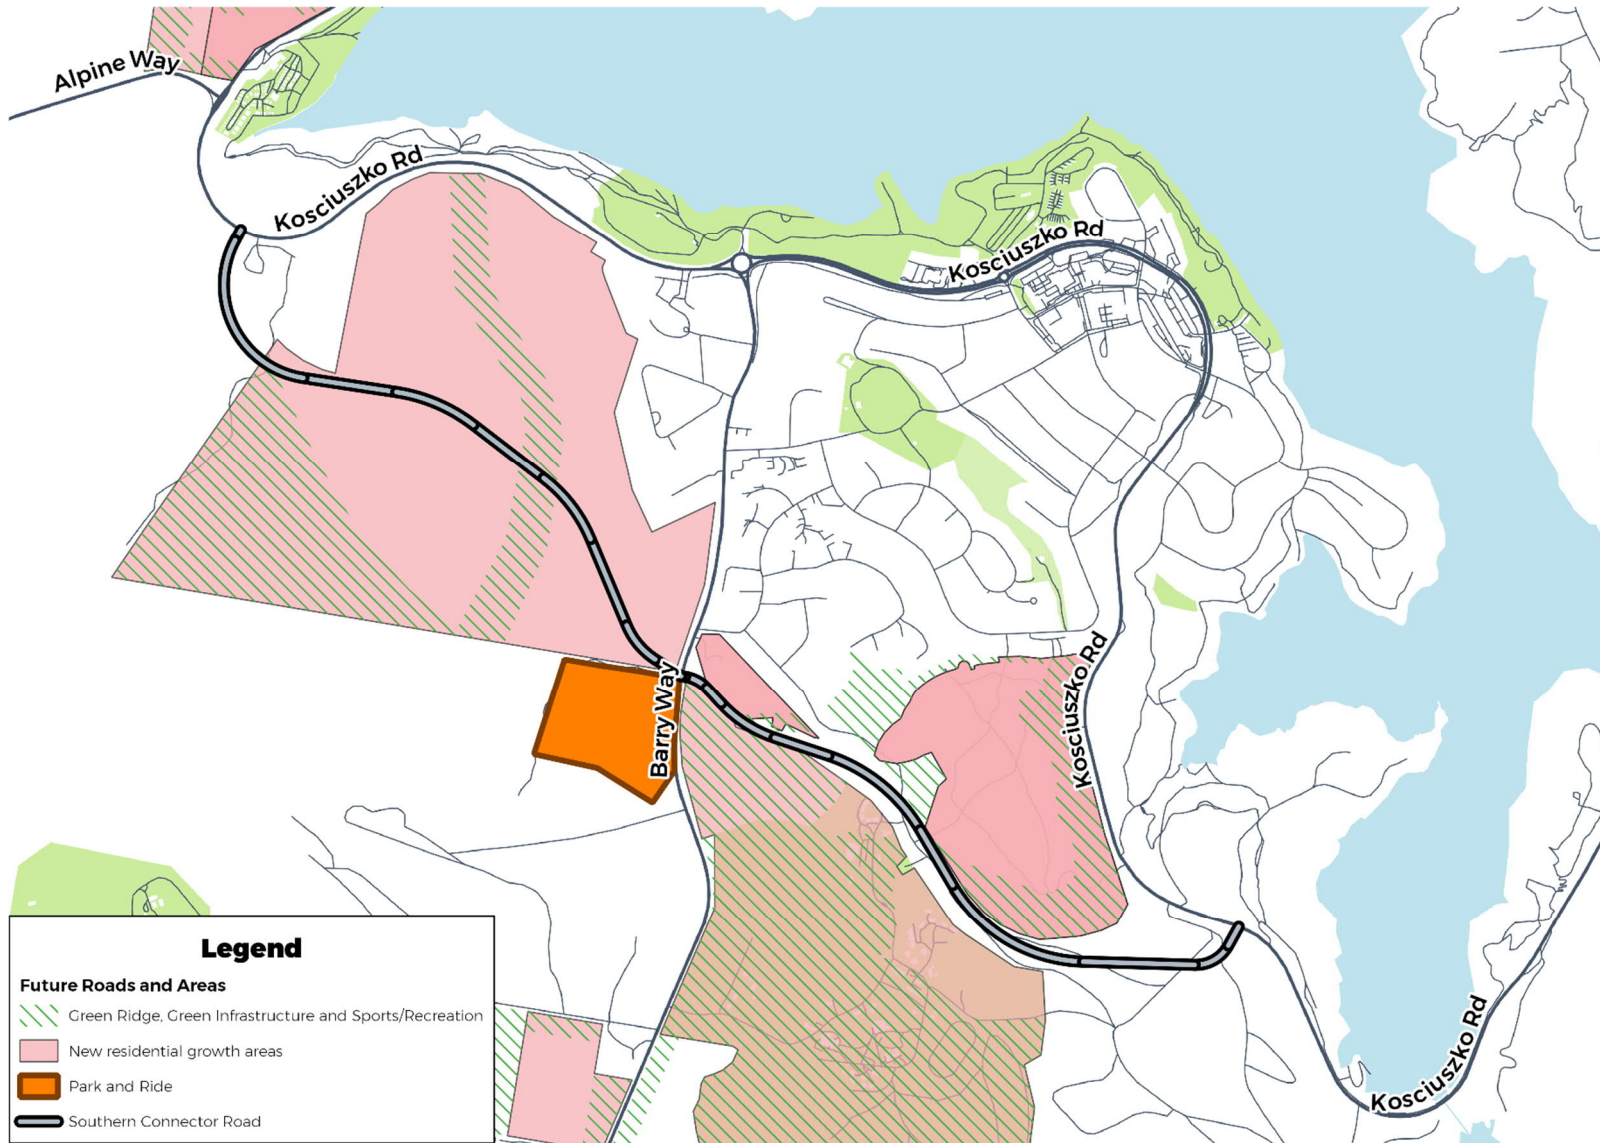 Alpine Way
Kosciuszko Rd
Kosciuszko Rd
Kosciuszko Rd
Barry Way
Kosciuszko Rd
Legend
Future Roads and Areas
Green Ridge, Green Infrastructure and Sports/Recreation
New residential growth areas
Park and Ride
Southern Connector Road